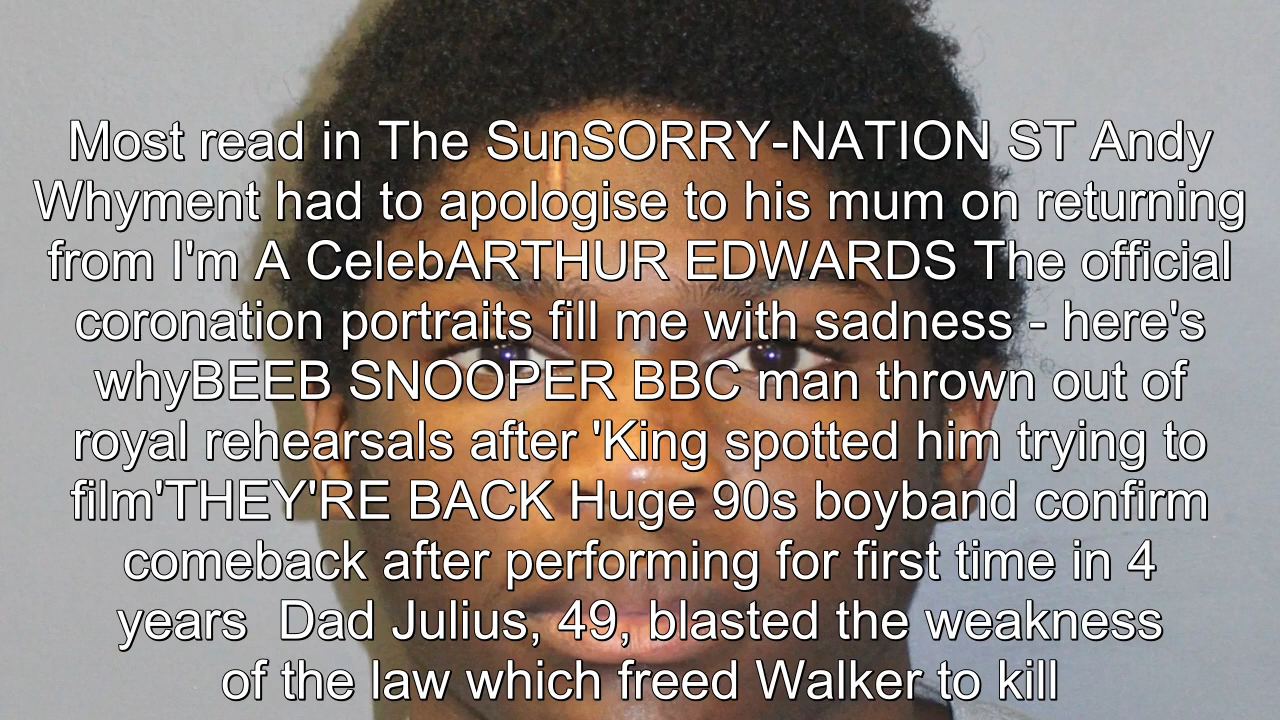 Most read in The SunSORRY-NATION ST Andy
Whyment had to apologise to his mum on returning
from I'm A CelebARTHUR EDWARDS The official
coronation portraits fill me with sadness - here's
whyBEEB SNOOPER BBC man thrown out of
royal rehearsals after 'King spotted him trying to
film'THEY'RE BACK Huge 90s boyband confirm
comeback after performing for first time in 4
years  Dad Julius, 49, blasted the weakness
of the law which freed Walker to kill